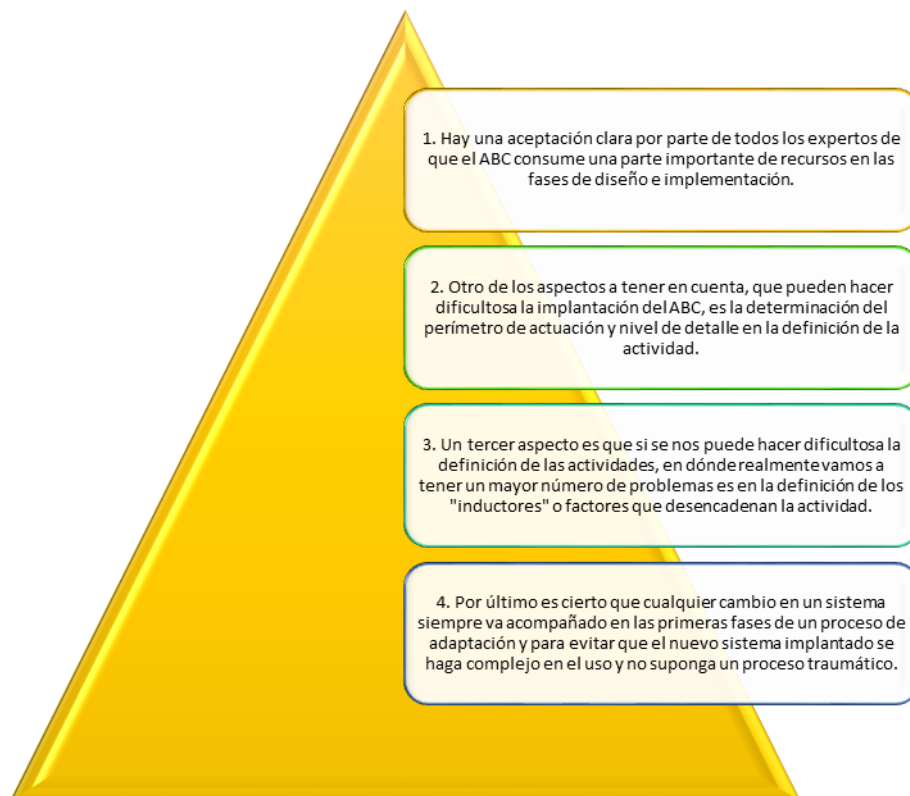 1. Hay una aceptación clara por parte de todos los expertos de
que el ABC consume una parte importante de recursos en las
fases de diseño e implementación.
2. Otro de los aspectos a tener en cuenta, que pueden hacer
dificultosa la implantación del ABC, es la determinación del
perímetro de actuación y nivel de detalle en la definición de la
actividad.
3. Un tercer aspecto es que si se nos puede hacer dificultosa la
definición de las actividades, en dónde realmente vamos a
tener un mayor número de problemas es en la definición de los
"inductores" o factores que desencadenan la actividad.
4. Por último es cierto que cualquier cambio en un sistema
siempre va acompañado en las primeras fases de un proceso de
adaptación y para evitar que el nuevo sistema implantado se
haga complejo en el uso y no suponga un proceso traumático.